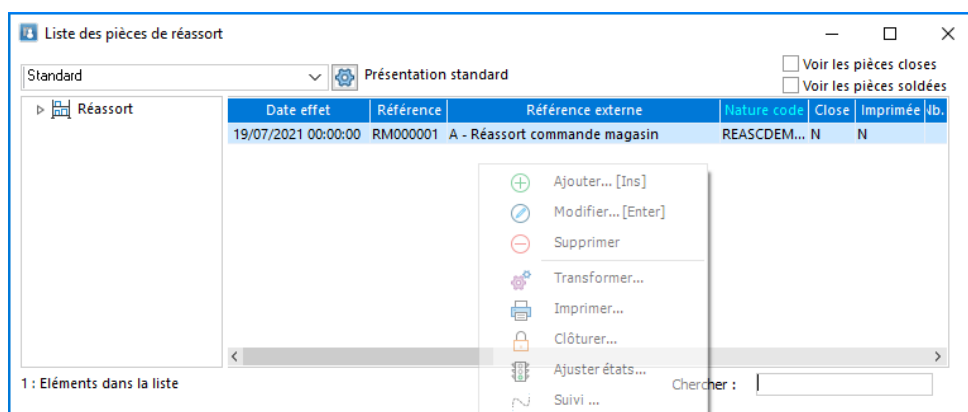 Liste des pièces de réassort
Voir les pièces closes
Standard Présentation standard
Voir les pièces soldées
Réassort
Date effet Référence Référence externe Nature code Close Imprimée Nb.
19/07/2021 00:00:00 RM000001 A - Réassort commande magasin REASCDEM... N N
Ajouter... [Ins]
Modifier... [Enter]
Supprimer
Transformer...
Imprimer...
Clôturer...
Ajuster états...
1 : Eléments dans la liste Chercher :
Suivi ...